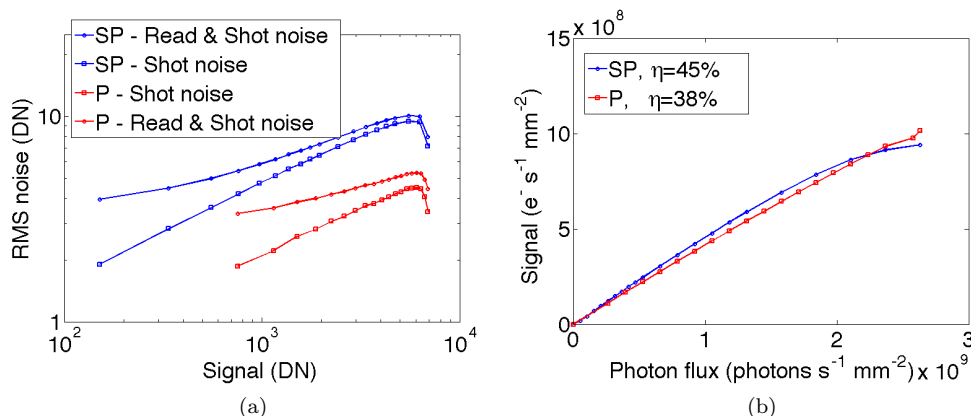 SP - Read & Shot noise
SP - Shot noise
P - Shot noise
P - Read & Shot noise
RMS noise (DN)
10
1
10²
10³
10⁴
Signal (DN)
(a)
x 10⁸
15
10
5
0
SP, η=45%
P, η=38%
Signal (e⁻ s⁻¹ mm⁻²)
0
1
2
3
Photon flux (photons s⁻¹ mm⁻²) x 10⁹
(b)